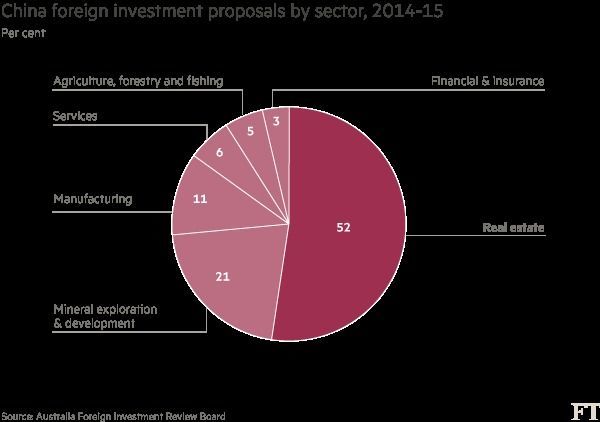 China foreign investment proposals by sector, 2014-15
Per cent
Agriculture, forestry and fishing
Financial & insurance
Services
3
5
6
Manufacturing
11
52
Real estate
21
Mineral exploration
& development
Source: Australia Foreign Investment Review Board
FT